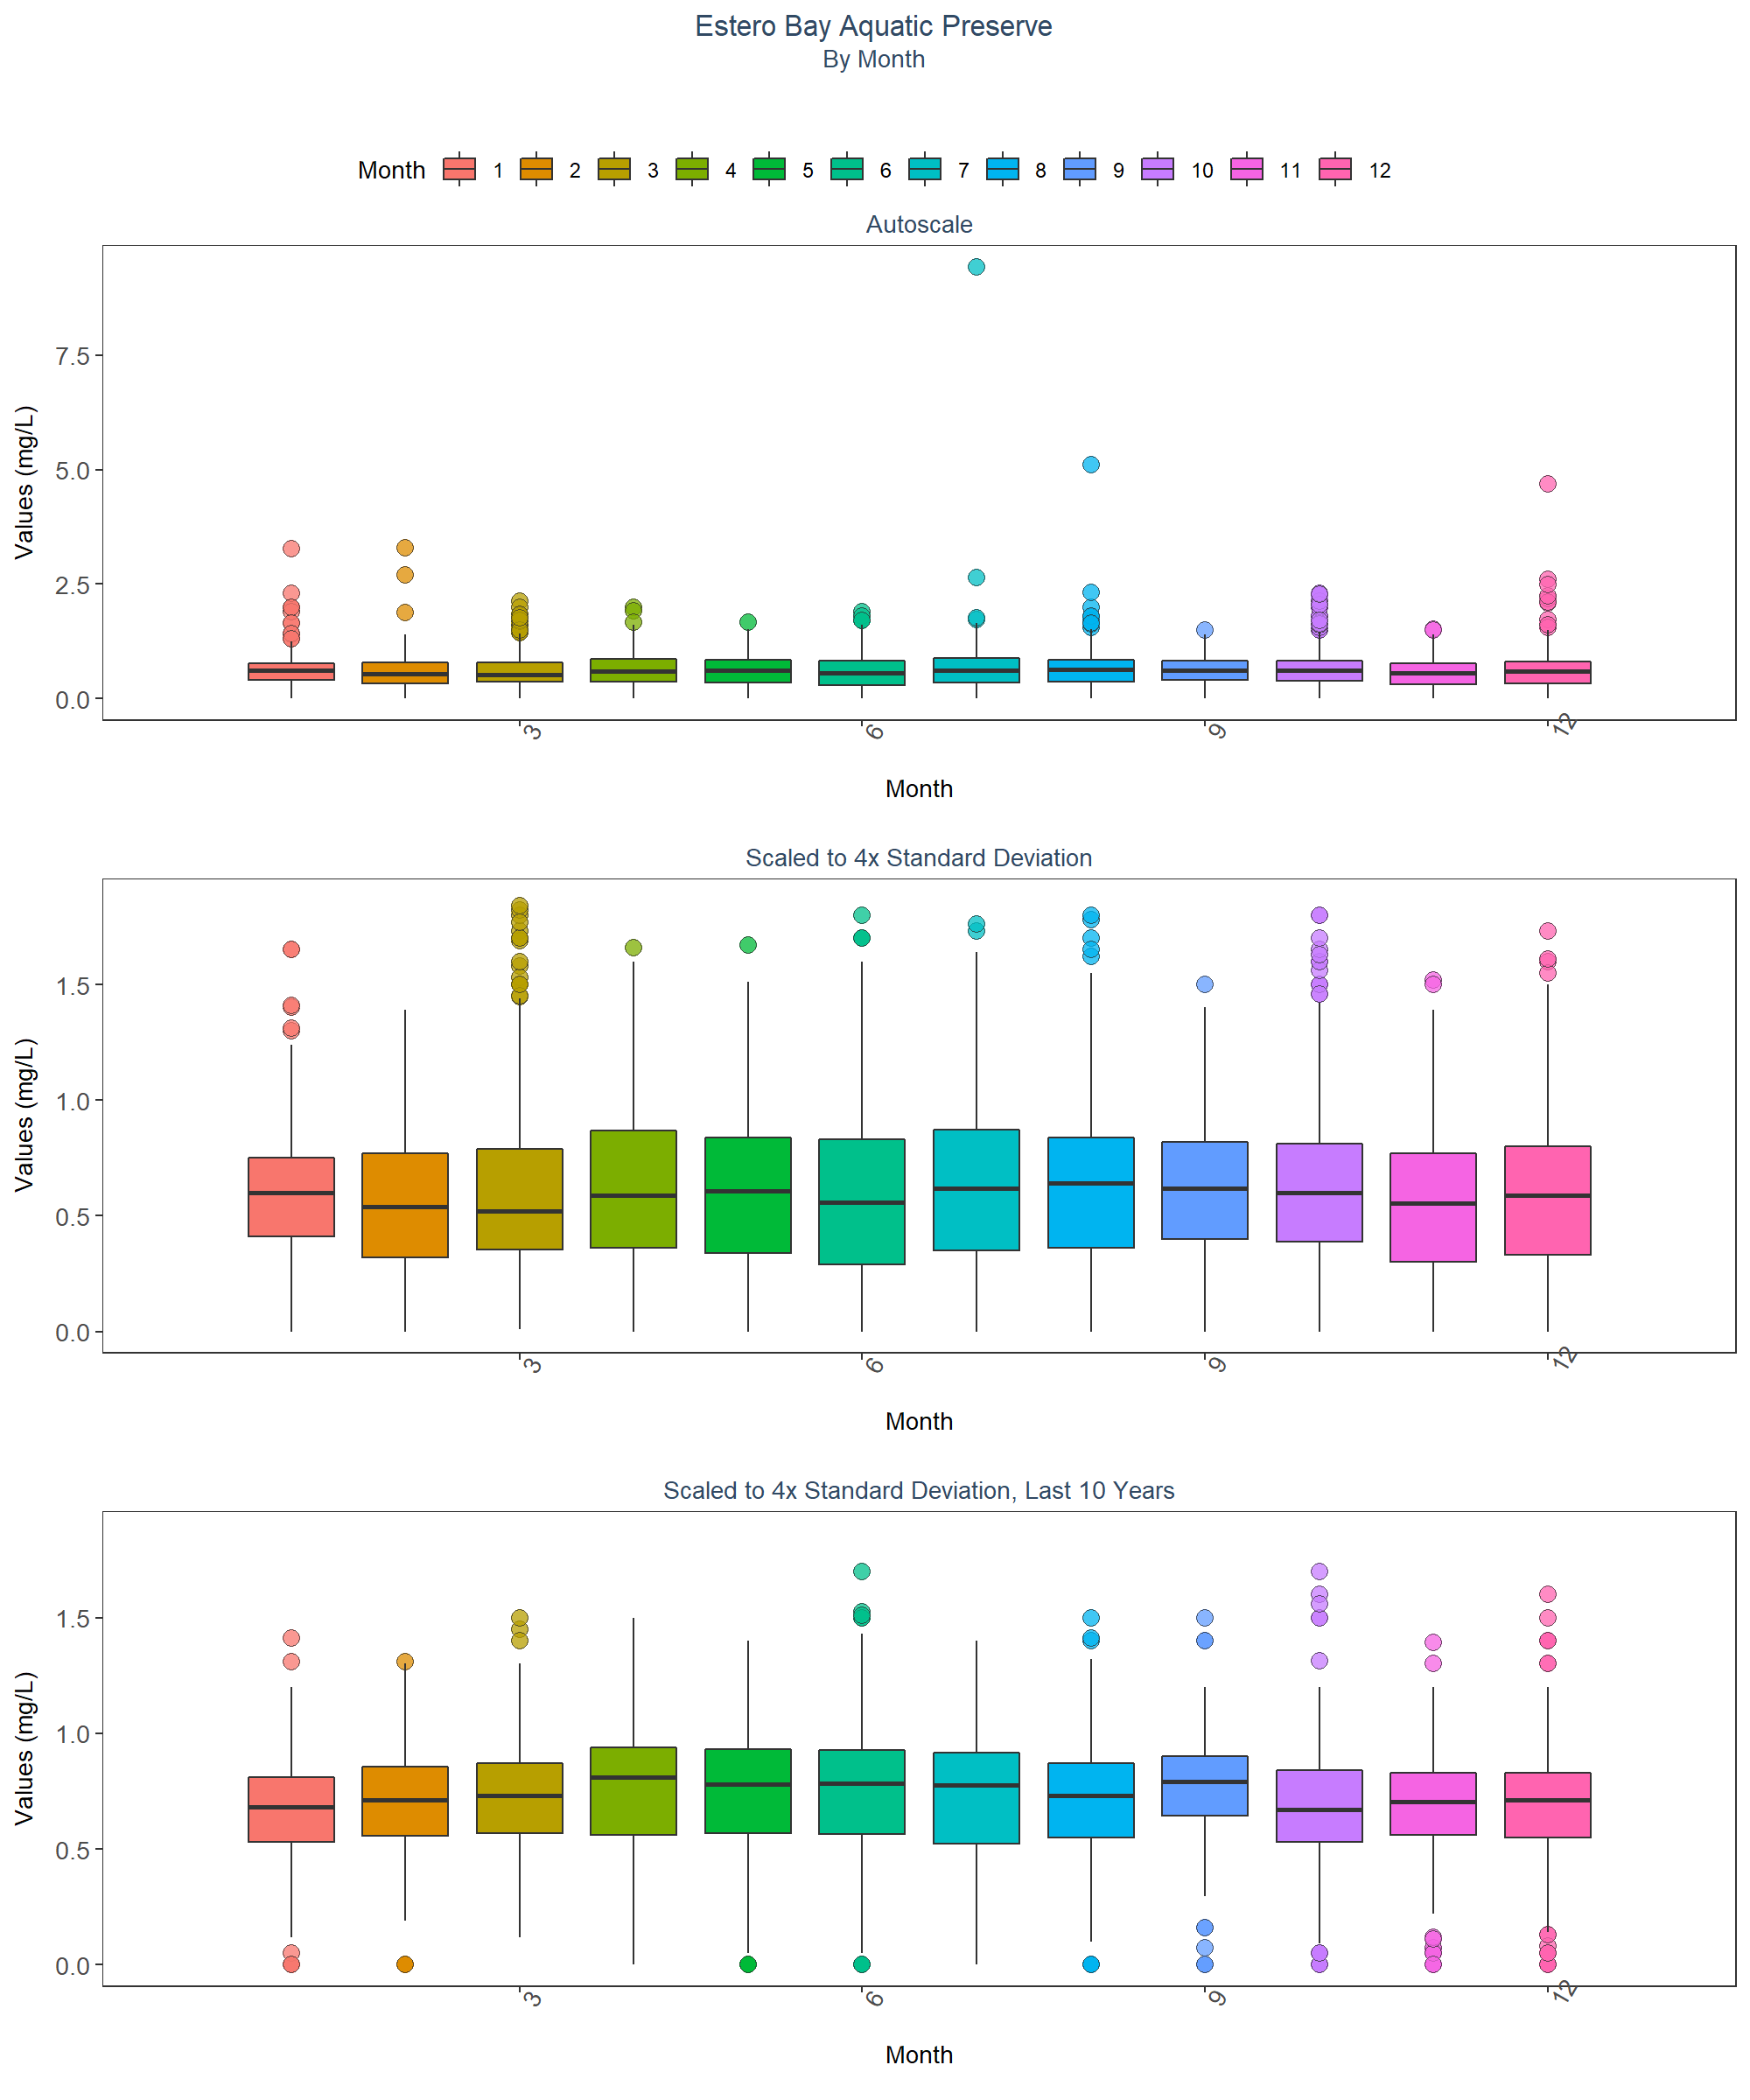 Estero Bay Aquatic Preserve
By Month
Month 1 2 3 4 5 6 7 8 9 10 11 12
Autoscale
Values (mg/L)
7.5
5.0
2.5
0.0
3 6 9 12
Month
Scaled to 4x Standard Deviation
Values (mg/L)
1.5
1.0
0.5
0.0
3 6 9 12
Month
Scaled to 4x Standard Deviation, Last 10 Years
Values (mg/L)
1.5
1.0
0.5
0.0
3 6 9 12
Month